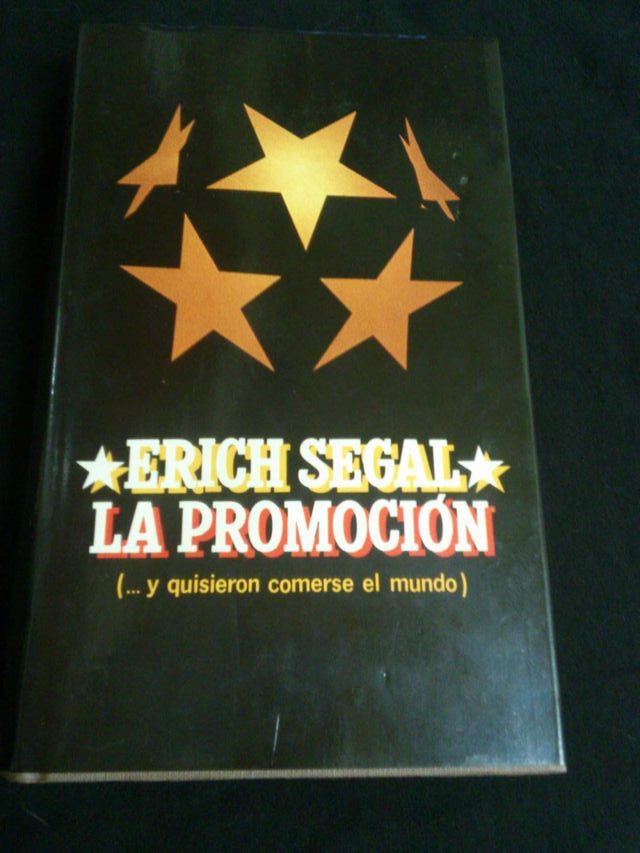 ERICH SEGAL
LA PROMOCIÓN
(... y quisieron comerse el mundo)